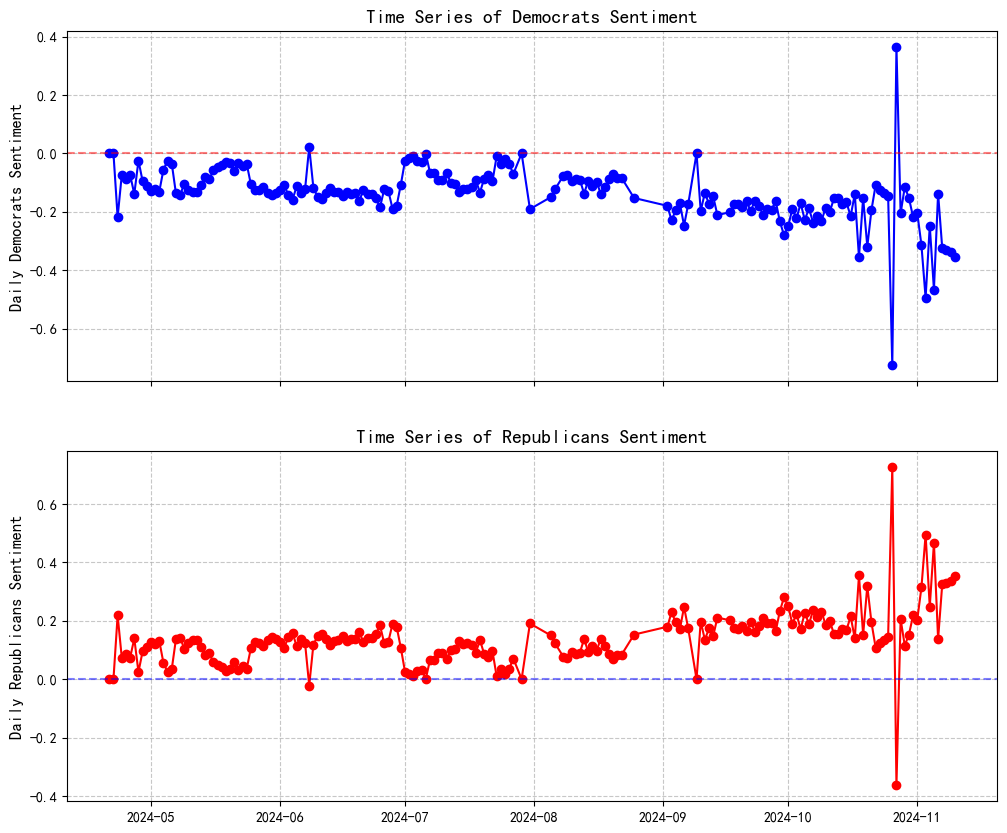 Time Series of Democrats Sentiment
Daily Democrats Sentiment
0.4
0.2
0.0
−0.2
−0.4
−0.6
Time Series of Republicans Sentiment
Daily Republicans Sentiment
0.6
0.4
0.2
0.0
−0.2
−0.4
2024-05 2024-06 2024-07 2024-08 2024-09 2024-10 2024-11